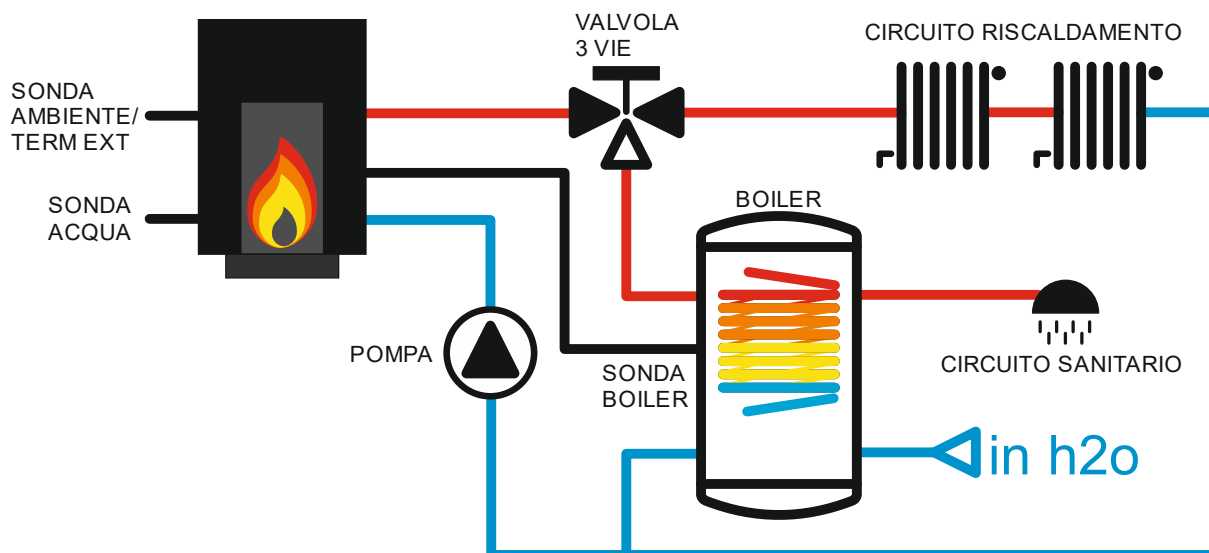 VALVOLA
3 VIE
CIRCUITO RISCALDAMENTO
SONDA
AMBIENTE/
TERM EXT
SONDA
ACQUA
BOILER
POMPA
SONDA
BOILER
CIRCUITO SANITARIO
in h2o